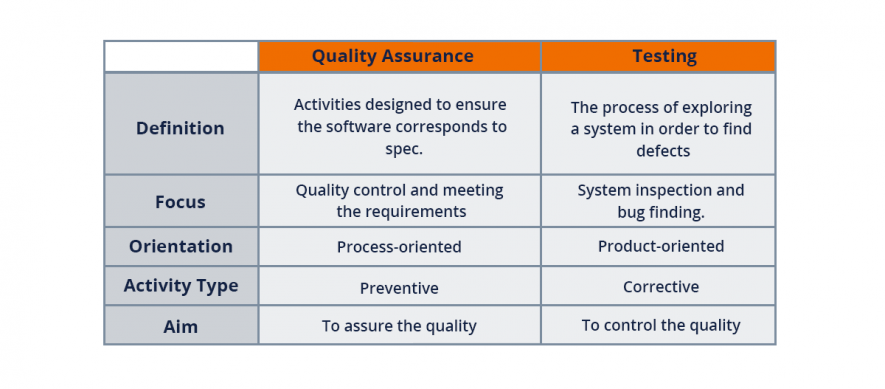 Quality Assurance
Testing
Definition
Activities designed to ensure
the software corresponds to
spec.
The process of exploring
a system in order to find
defects
Focus
Quality control and meeting
the requirements
System inspection and
bug finding.
Orientation
Process-oriented
Product-oriented
Activity Type
Preventive
Corrective
Aim
To assure the quality
To control the quality